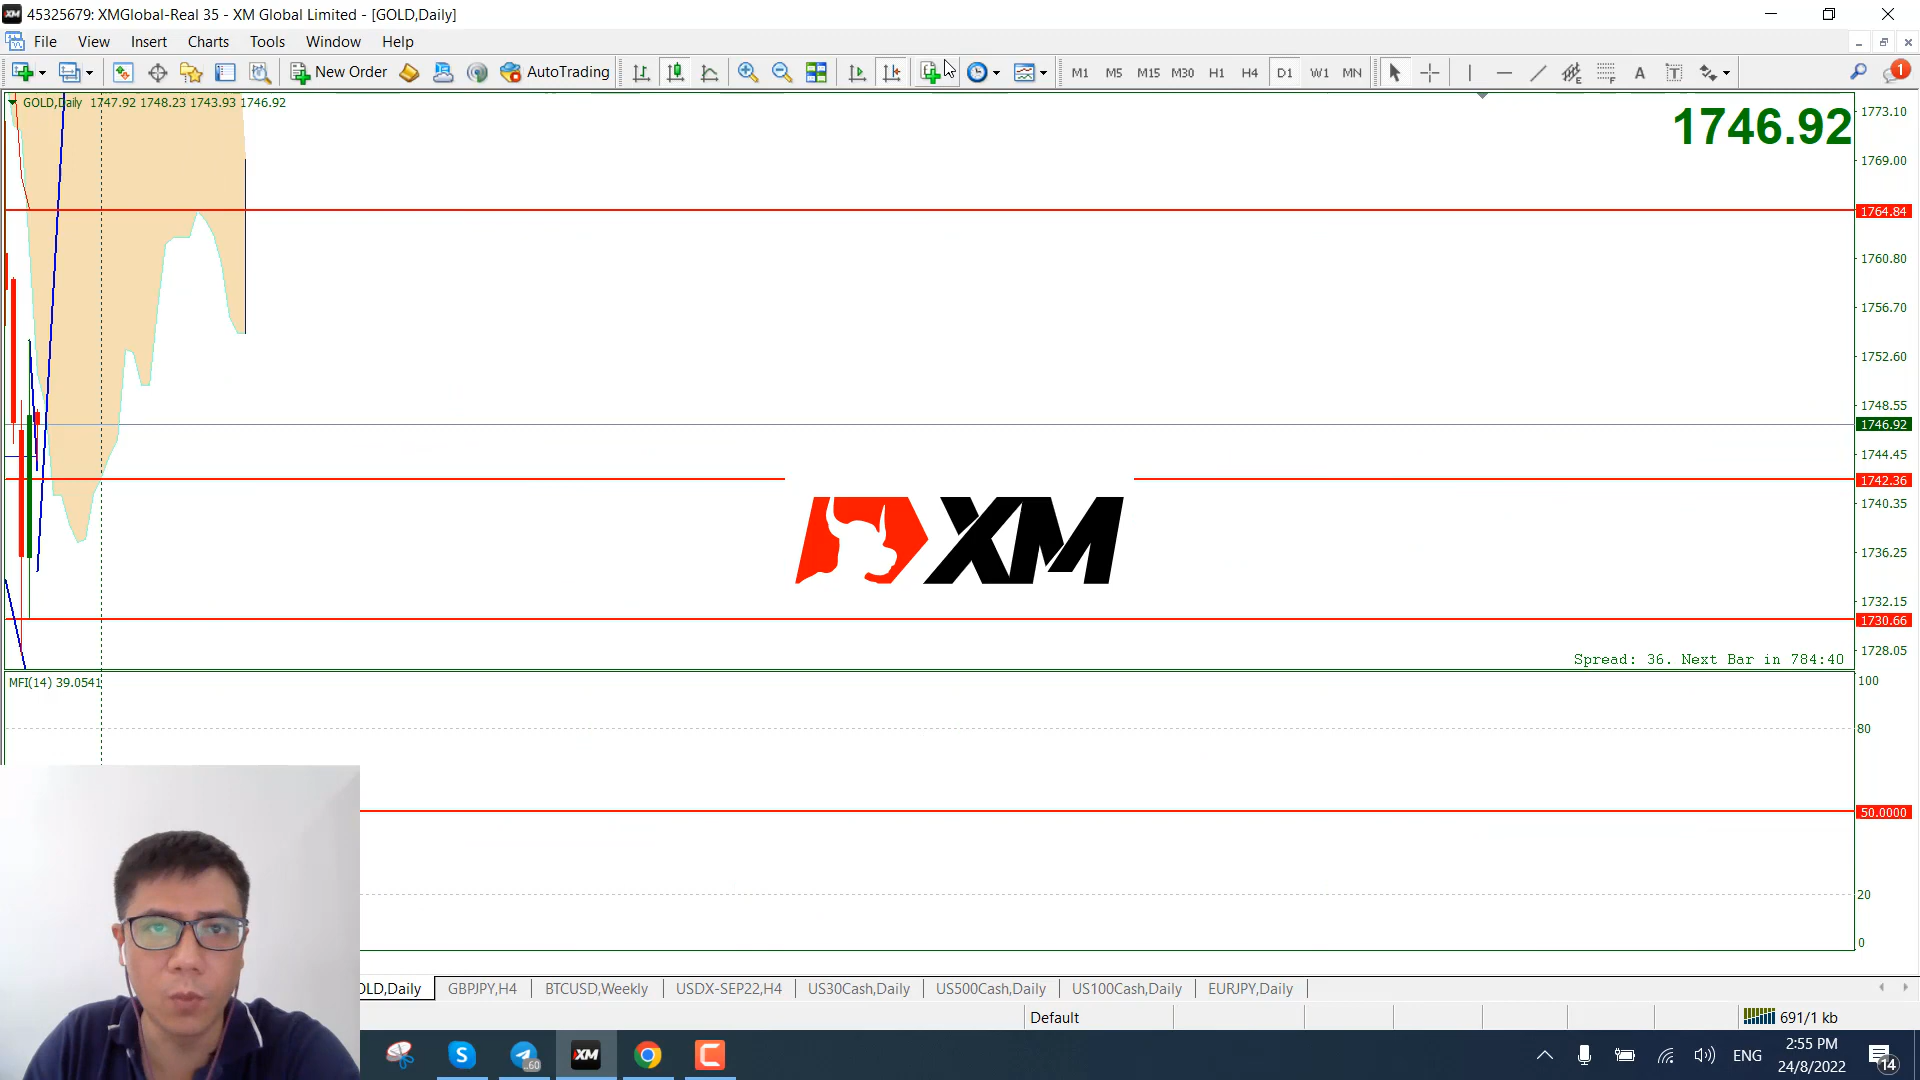 45325679: XMGlobal-Real 35 - XM Global Limited - [GOLD,Daily]
File View Insert Charts Tools Window Help
New Order AutoTrading M1 M5 M15 M30 H1 H4 D1 W1 MN A T 1
GOLD,Daily 1747.92 1748.23 1743.93 1746.92
1746.92
1773.10
1769.00
1764.84
1760.80
1756.70
1752.60
1748.55
1746.92
1744.45
1742.36
1740.35
1736.25
1732.15
1730.66
1728.05
XM
Spread: 36. Next Bar in 784:40
MFI(14) 39.0541
100
80
50.0000
20
0
OLD,Daily GBPJPY,H4 BTCUSD,Weekly USDX-SEP22,H4 US30Cash,Daily US500Cash,Daily US100Cash,Daily EURJPY,Daily
Default 691/1 kb
S 60 XM C ENG 2:55 PM
24/8/2022 14